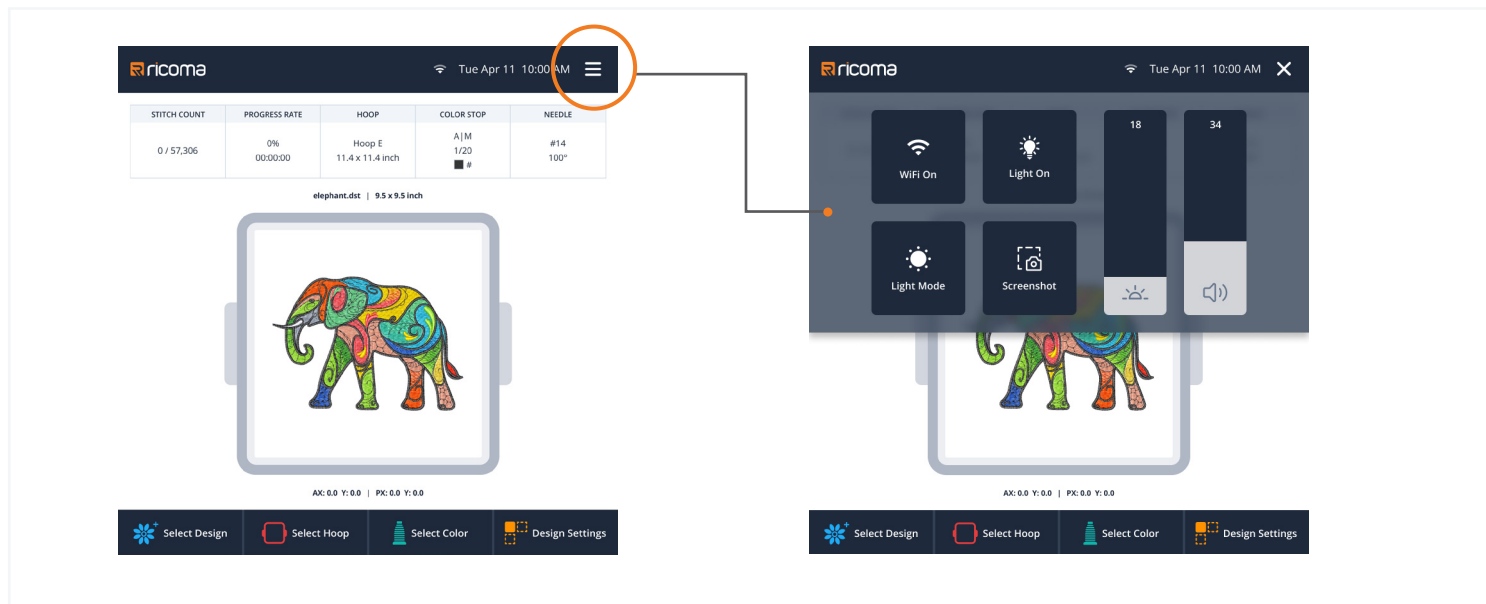 ricoma
Tue Apr 11 10:00 AM
STITCH COUNT PROGRESS RATE HOOP COLOR STOP NEEDLE
0 / 57,306
0%
00:00:00
Hoop E
11.4 x 11.4 inch
A|M
1/20
#
#14
100°
elephant.dst | 9.5 x 9.5 inch
AX: 0.0 Y: 0.0 | PX: 0.0 Y: 0.0
Select Design Select Hoop Select Color Design Settings
ricoma
Tue Apr 11 10:00 AM
WiFi On
Light On
18
34
Light Mode
Screenshot
AX: 0.0 Y: 0.0 | PX: 0.0 Y: 0.0
Select Design Select Hoop Select Color Design Settings